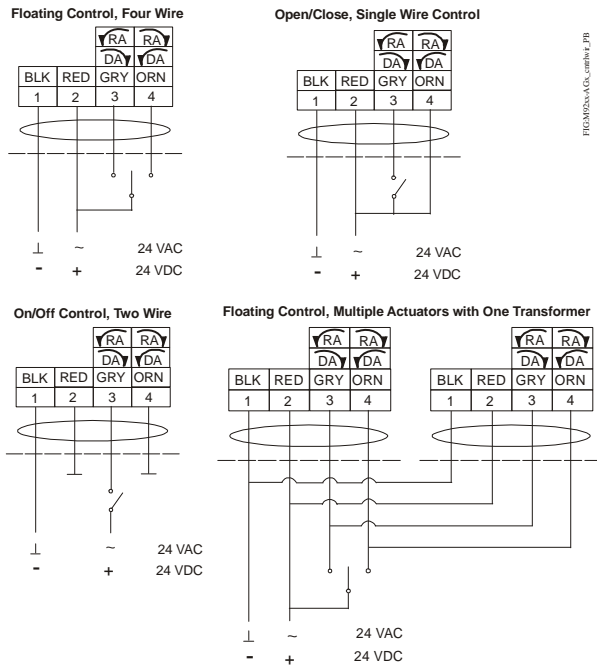 Floating Control, Four Wire
RA RA
DA DA
BLK RED GRY ORN
1 2 3 4
⊥ ~ 24 VAC
- + 24 VDC
Open/Close, Single Wire Control
RA RA
DA DA
BLK RED GRY ORN
1 2 3 4
⊥ ~ 24 VAC
- + 24 VDC
On/Off Control, Two Wire
RA RA
DA DA
BLK RED GRY ORN
1 2 3 4
⊥ ~ 24 VAC
- + 24 VDC
Floating Control, Multiple Actuators with One Transformer
RA RA
DA DA
BLK RED GRY ORN
1 2 3 4
RA RA
DA DA
BLK RED GRY ORN
1 2 3 4
⊥ ~ 24 VAC
- + 24 VDC